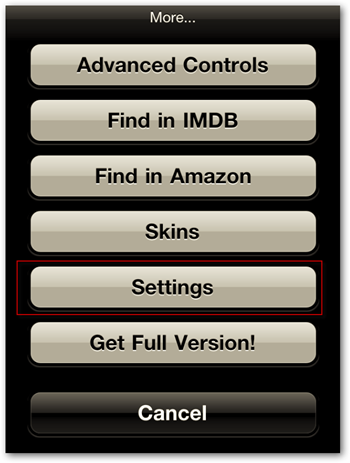 More...
Advanced Controls
Find in IMDB
Find in Amazon
Skins
Settings
Get Full Version!
Cancel